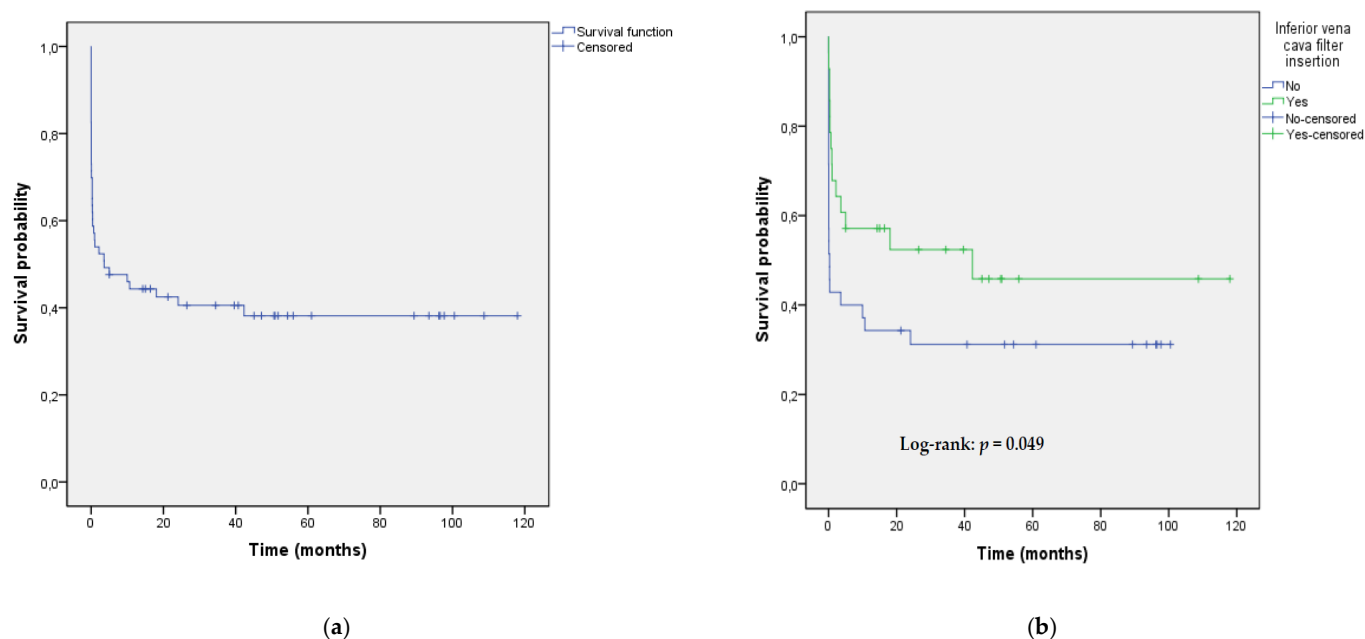 Survival function
Censored
1,0
0,8
0,6
0,4
0,2
0,0
Survival probability
0 20 40 60 80 100 120
Time (months)
(a)
Inferior vena
cava filter
insertion
No
Yes
No-censored
Yes-censored
1,0
0,8
0,6
0,4
0,2
0,0
Survival probability
Log-rank: p = 0.049
0 20 40 60 80 100 120
Time (months)
(b)